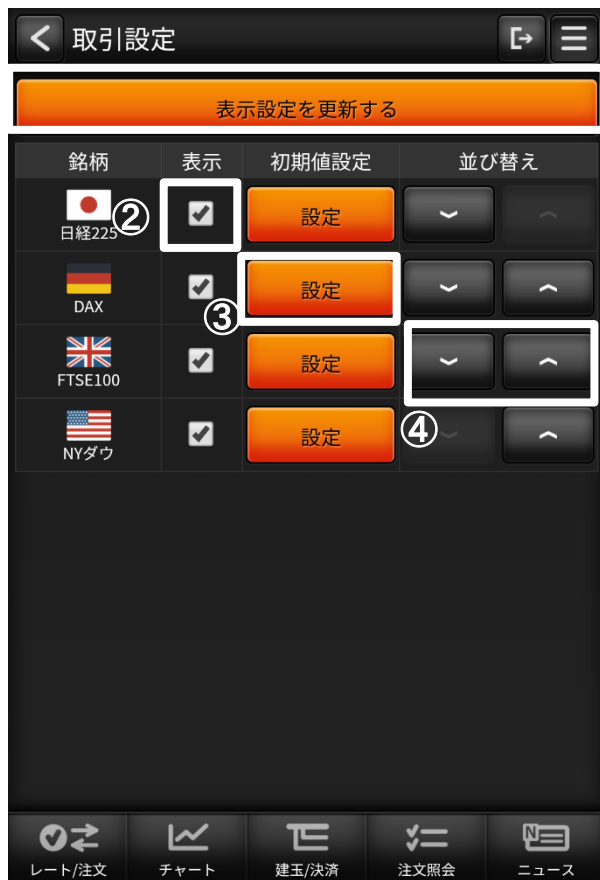 取引設定
表示設定を更新する
銘柄 表示 初期値設定 並び替え
② 日経225 設定
DAX 設定
③
FTSE100 設定
NYダウ 設定
④
レート/注文 チャート 建玉/決済 注文照会 ニュース